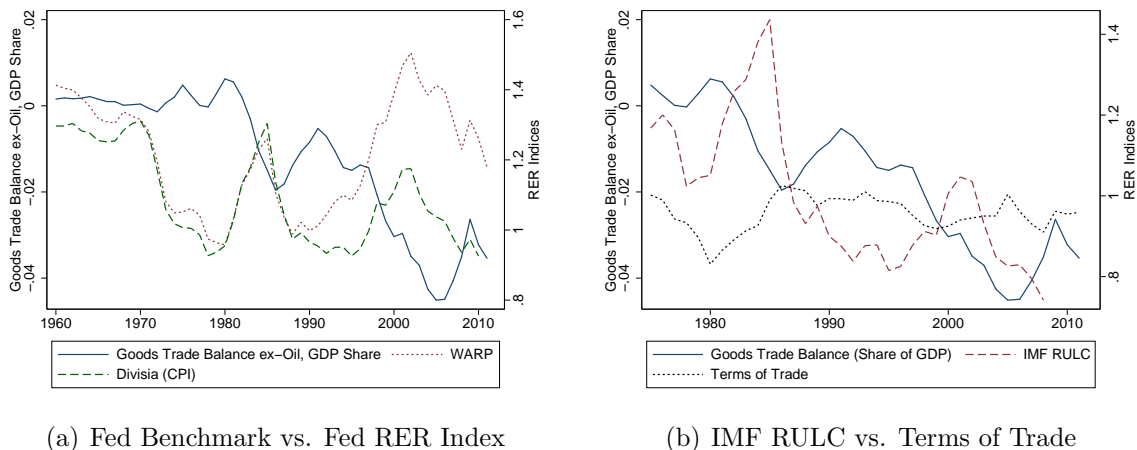 Goods Trade Balance ex−Oil, GDP Share
.02
0
−.02
−.04
1.6
1.4
1.2
1
.8
RER Indices
1960 1970 1980 1990 2000 2010
Goods Trade Balance ex−Oil, GDP Share WARP
Divisia (CPI)
(a) Fed Benchmark vs. Fed RER Index
Goods Trade Balance ex−Oil, GDP Share
.02
0
−.02
−.04
1.4
1.2
1
.8
RER Indices
1980 1990 2000 2010
Goods Trade Balance (Share of GDP) IMF RULC
Terms of Trade
(b) IMF RULC vs. Terms of Trade